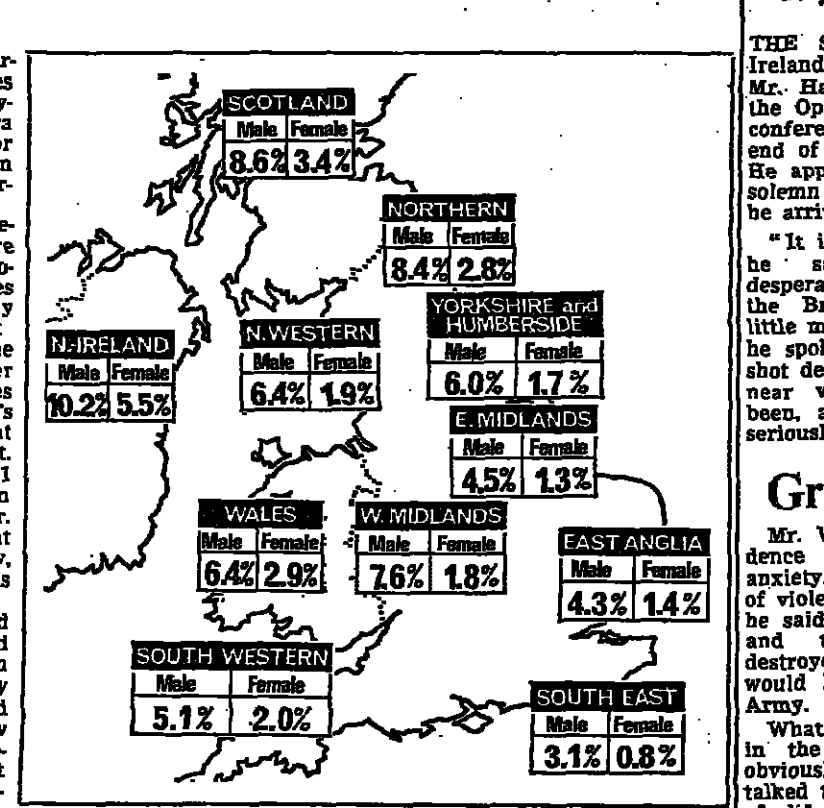 SCOTLAND
Male Female
8.6% 3.4%
NORTHERN
Male Female
8.4% 2.8%
YORKSHIRE and
HUMBERSIDE
Male Female
6.0% 1.7%
N.IRELAND
Male Female
10.2% 5.5%
N.WESTERN
Male Female
6.4% 1.9%
E.MIDLANDS
Male Female
4.5% 1.3%
WALES
Male Female
6.4% 2.9%
W.MIDLANDS
Male Female
7.6% 1.8%
EAST ANGLIA
Male Female
4.3% 1.4%
SOUTH WESTERN
Male Female
5.1% 2.0%
SOUTH EAST
Male Female
3.1% 0.8%
THE
Ireland
Mr. Ha
the Op
confere
end of
He app
solemn
be arri
"It i
he s
despera
the Br
little m
he spol
shot de
near v
been, a
seriousl
Gr
Mr. V
dence
anxiety.
of viole
he said
and t
destroye
would
Army.
What
in the
obvious
talked t